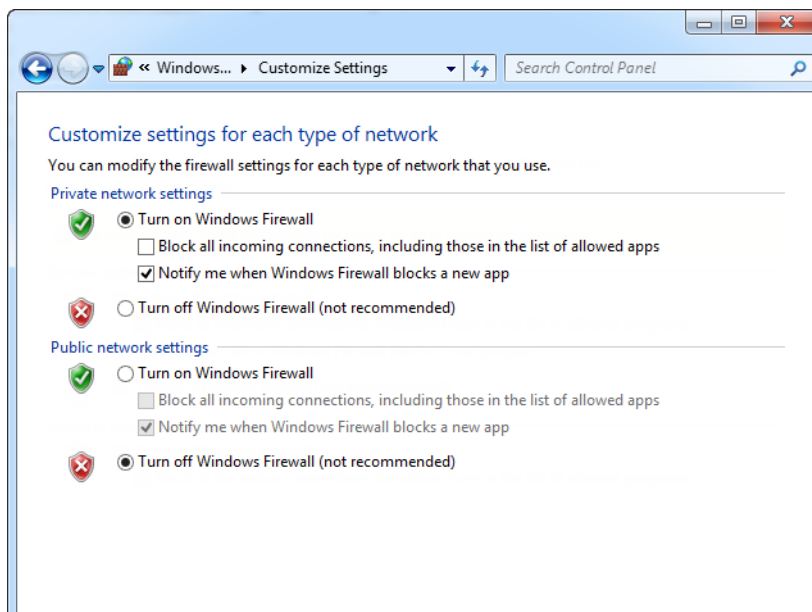 « Windows... ▸ Customize Settings
Search Control Panel
Customize settings for each type of network
You can modify the firewall settings for each type of network that you use.
Private network settings
Turn on Windows Firewall
Block all incoming connections, including those in the list of allowed apps
Notify me when Windows Firewall blocks a new app
Turn off Windows Firewall (not recommended)
Public network settings
Turn on Windows Firewall
Block all incoming connections, including those in the list of allowed apps
Notify me when Windows Firewall blocks a new app
Turn off Windows Firewall (not recommended)